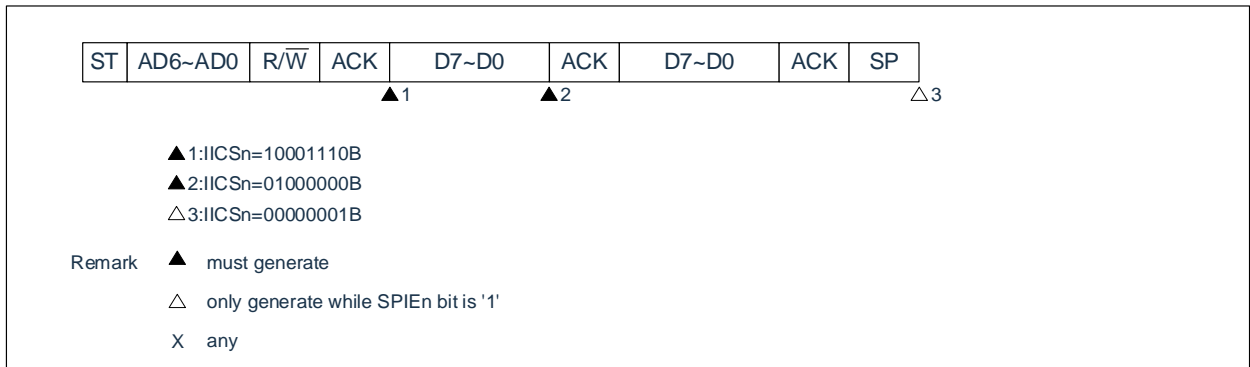 ST AD6~AD0 R/W̅ ACK D7~D0 ACK D7~D0 ACK SP
▲1 ▲2 △3
▲1:IICSn=10001110B
▲2:IICSn=01000000B
△3:IICSn=00000001B
Remark ▲ must generate
△ only generate while SPIEn bit is '1'
X any